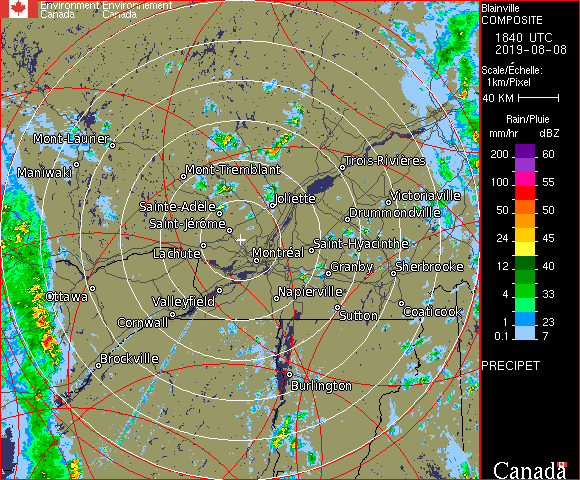 Environment Environnement
Canada Canada
Blainville
COMPOSITE
1840 UTC
2019-08-08
Scale/Échelle:
1km/Pixel
40 KM
Rain/Pluie
mm/hr dBZ
200 60
100 55
50 50
24 45
12 40
4 33
1 23
0.1 7
PRECIPET
Mont-Laurier
Maniwaki
Mont-Tremblant
Trois-Rivières
Sainte-Adèle
Joliette
Victoriaville
Drummondville
Saint-Jérôme
Lachute
Montréal
Saint-Hyacinthe
Granby
Sherbrooke
Ottawa
Valleyfield
Napierville
Coaticook
Cornwall
Sutton
Brockville
Burlington
Canada